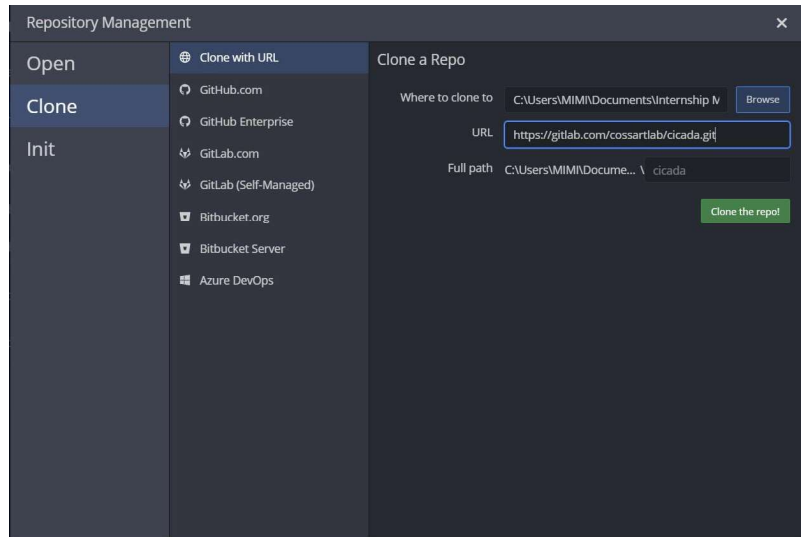 Repository Management
Open
Clone
Init
Clone with URL
GitHub.com
GitHub Enterprise
GitLab.com
GitLab (Self-Managed)
Bitbucket.org
Bitbucket Server
Azure DevOps
Clone a Repo
Where to clone to C:\Users\MIMI\Documents\Internship M Browse
URL https://gitlab.com/cossartlab/cicada.git
Full path C:\Users\MIMI\Docume... \ cicada
Clone the repo!